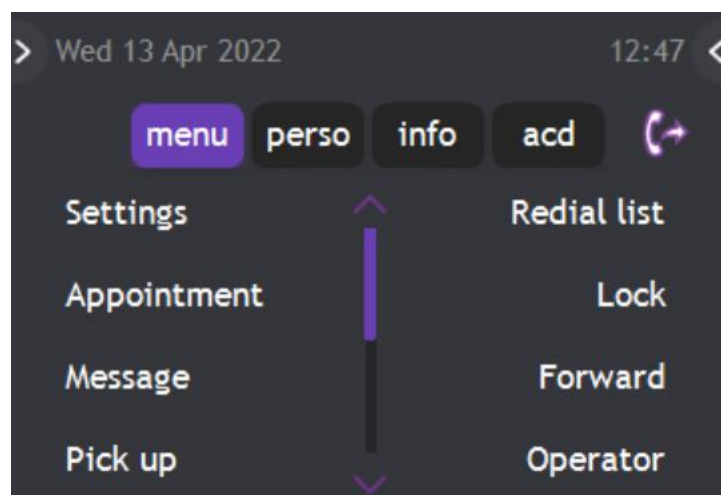 Wed 13 Apr 2022 12:47
menu perso info acd
Settings Redial list
Appointment Lock
Message Forward
Pick up Operator